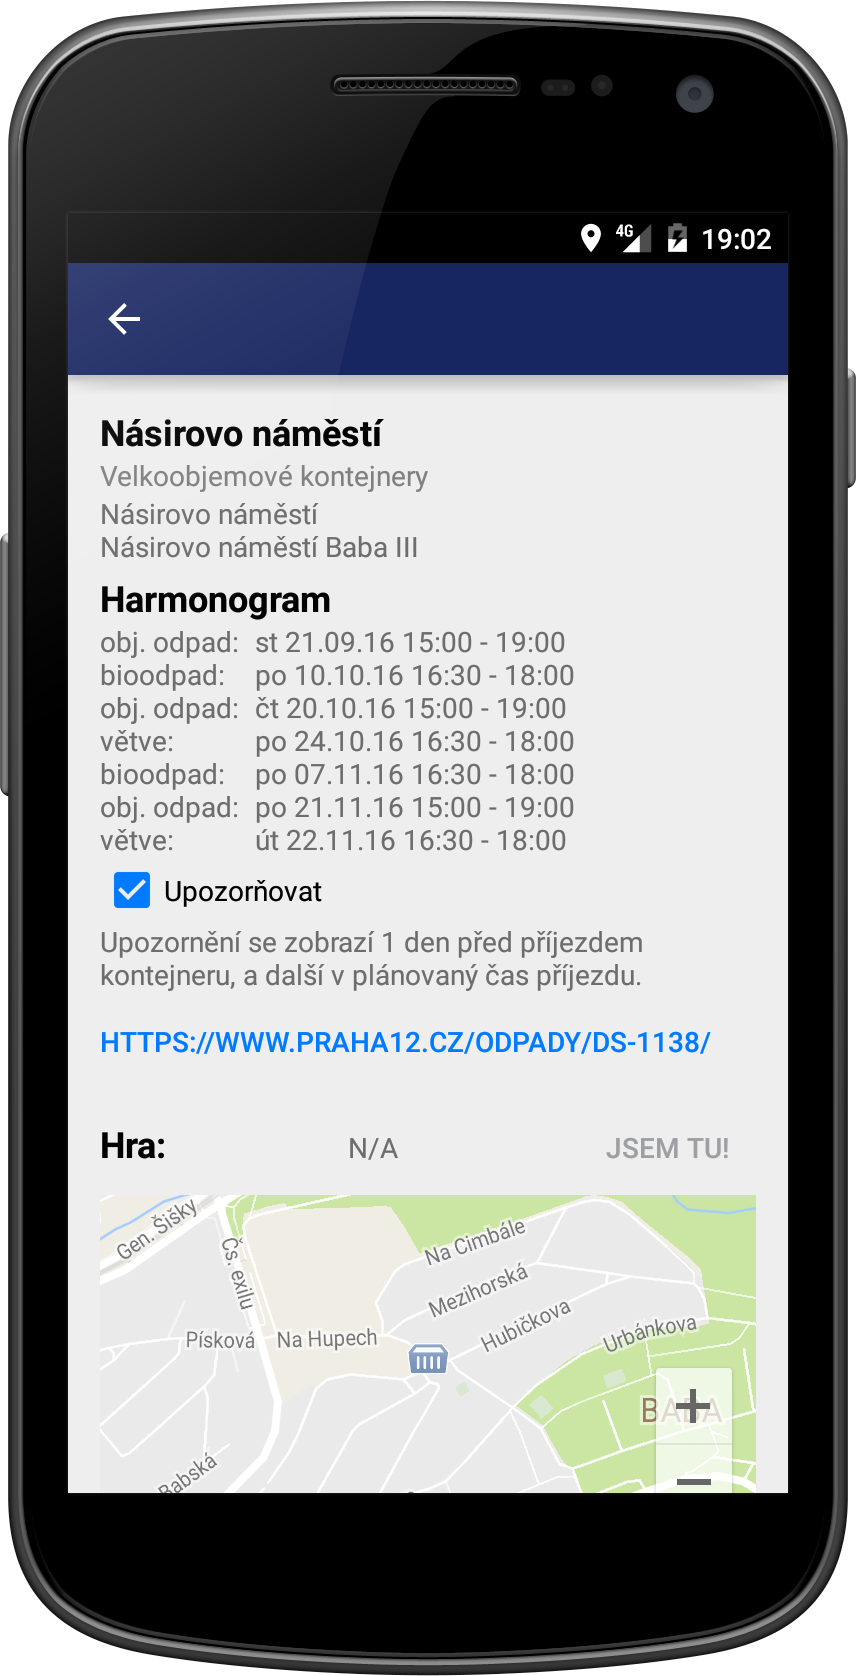 4G 19:02
Násirovo náměstí
Velkoobjemové kontejnery
Násirovo náměstí
Násirovo náměstí Baba III
Harmonogram
obj. odpad: st 21.09.16 15:00 - 19:00
bioodpad: po 10.10.16 16:30 - 18:00
obj. odpad: čt 20.10.16 15:00 - 19:00
větve: po 24.10.16 16:30 - 18:00
bioodpad: po 07.11.16 16:30 - 18:00
obj. odpad: po 21.11.16 15:00 - 19:00
větve: út 22.11.16 16:30 - 18:00
Upozorňovat
Upozornění se zobrazí 1 den před příjezdem
kontejneru, a další v plánovaný čas příjezdu.
HTTPS://WWW.PRAHA12.CZ/ODPADY/DS-1138/
Hra: N/A JSEM TU!
Gen. Šišky
Čs. exilu
Na Cimbále
Mezihorská
Hubičkova
Urbánkova
Písková
Na Hupech
BABA
Babská